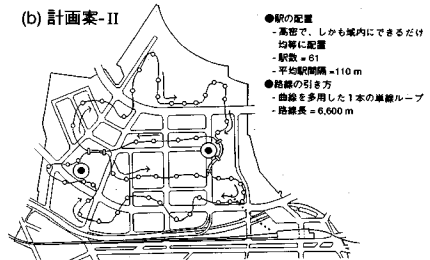 (b) 計画案-II
●駅の配置
- 高密で、しかも域内にできるだけ
均等に配置
- 駅数 = 61
- 平均駅間隔 =110 m
●路線の引き方
- 曲線を多用した1本の単線ループ
- 路線長 = 6,600 m